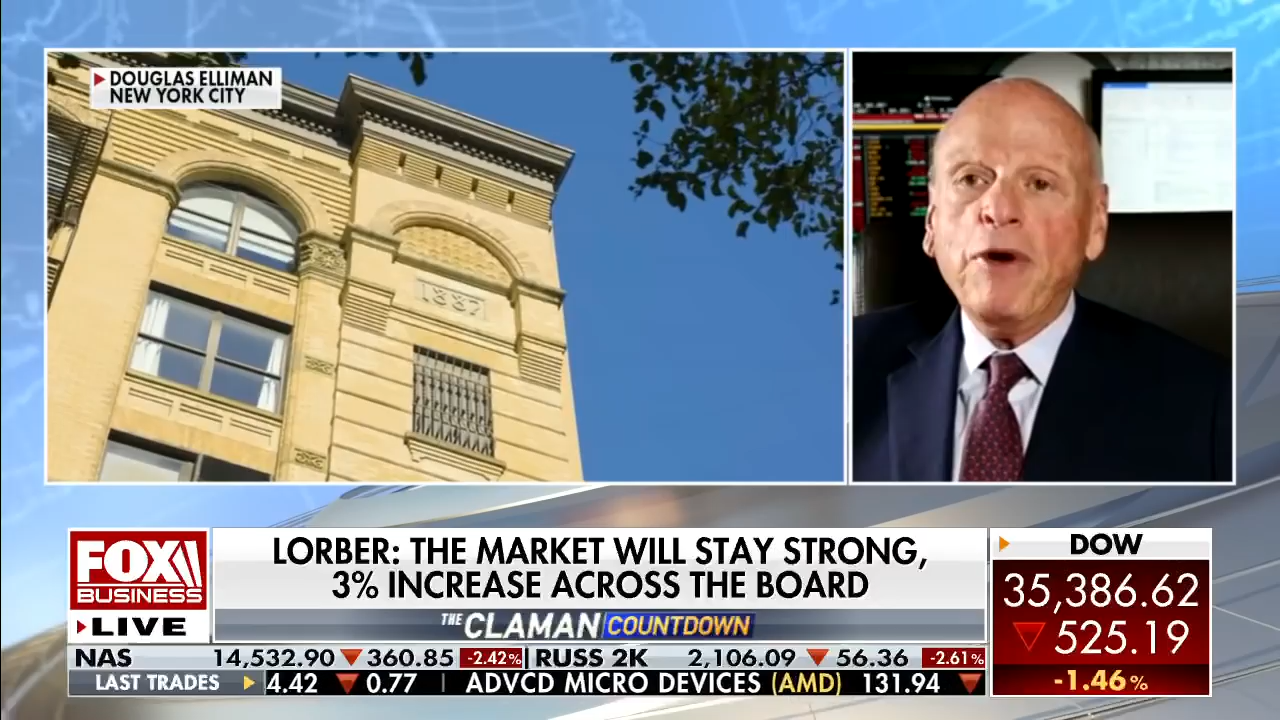 DOUGLAS ELLIMAN
NEW YORK CITY
1887
LORBER: THE MARKET WILL STAY STRONG,
3% INCREASE ACROSS THE BOARD
THE CLAMAN COUNTDOWN
FOX
BUSINESS
LIVE
DOW
35,386.62
525.19
-1.46%
NAS 14,532.90 360.85 -2.42% RUSS 2K 2,106.09 56.36 -2.61%
LAST TRADES 4.42 0.77 ADVCD MICRO DEVICES (AMD) 131.94